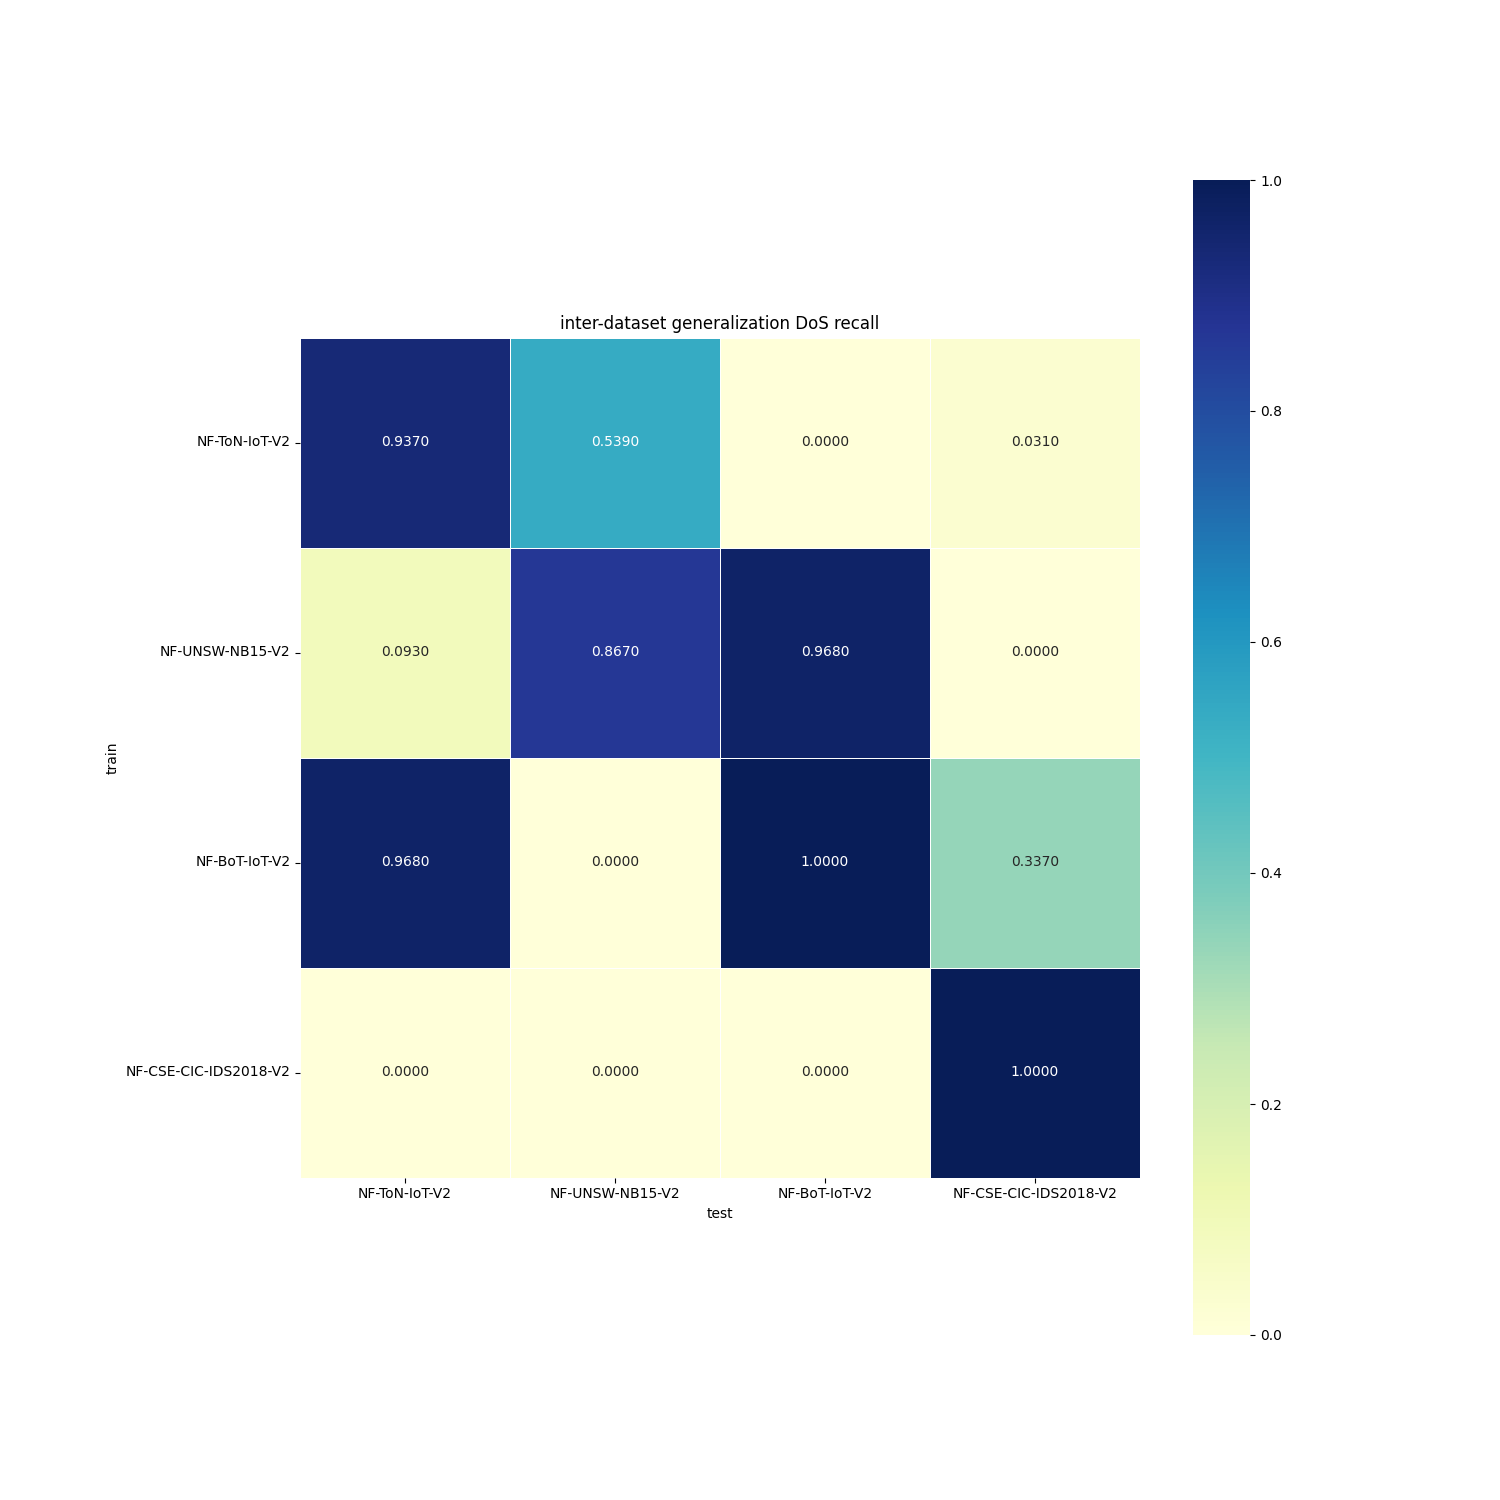 inter-dataset generalization DoS recall
NF-ToN-IoT-V2 0.9370 0.5390 0.0000 0.0310
NF-UNSW-NB15-V2 0.0930 0.8670 0.9680 0.0000
train
NF-BoT-IoT-V2 0.9680 0.0000 1.0000 0.3370
NF-CSE-CIC-IDS2018-V2 0.0000 0.0000 0.0000 1.0000
NF-ToN-IoT-V2 NF-UNSW-NB15-V2 NF-BoT-IoT-V2 NF-CSE-CIC-IDS2018-V2
test
1.0
0.8
0.6
0.4
0.2
0.0